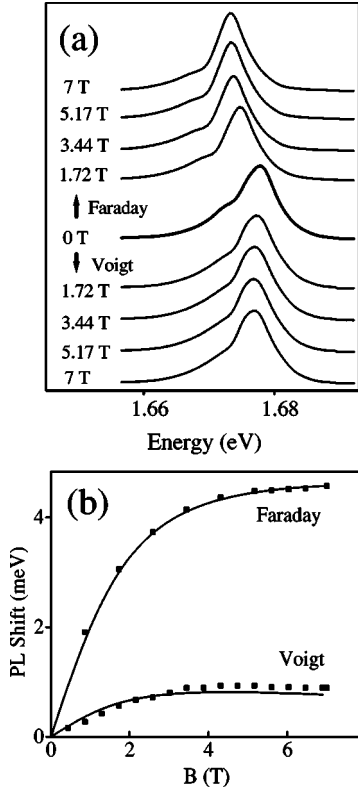 (a)
7 T
5.17 T
3.44 T
1.72 T
Faraday
0 T
Voigt
1.72 T
3.44 T
5.17 T
7 T
1.66 1.68
Energy (eV)
(b)
4
Faraday
PL Shift (meV)
2
Voigt
0
0 2 4 6
B (T)